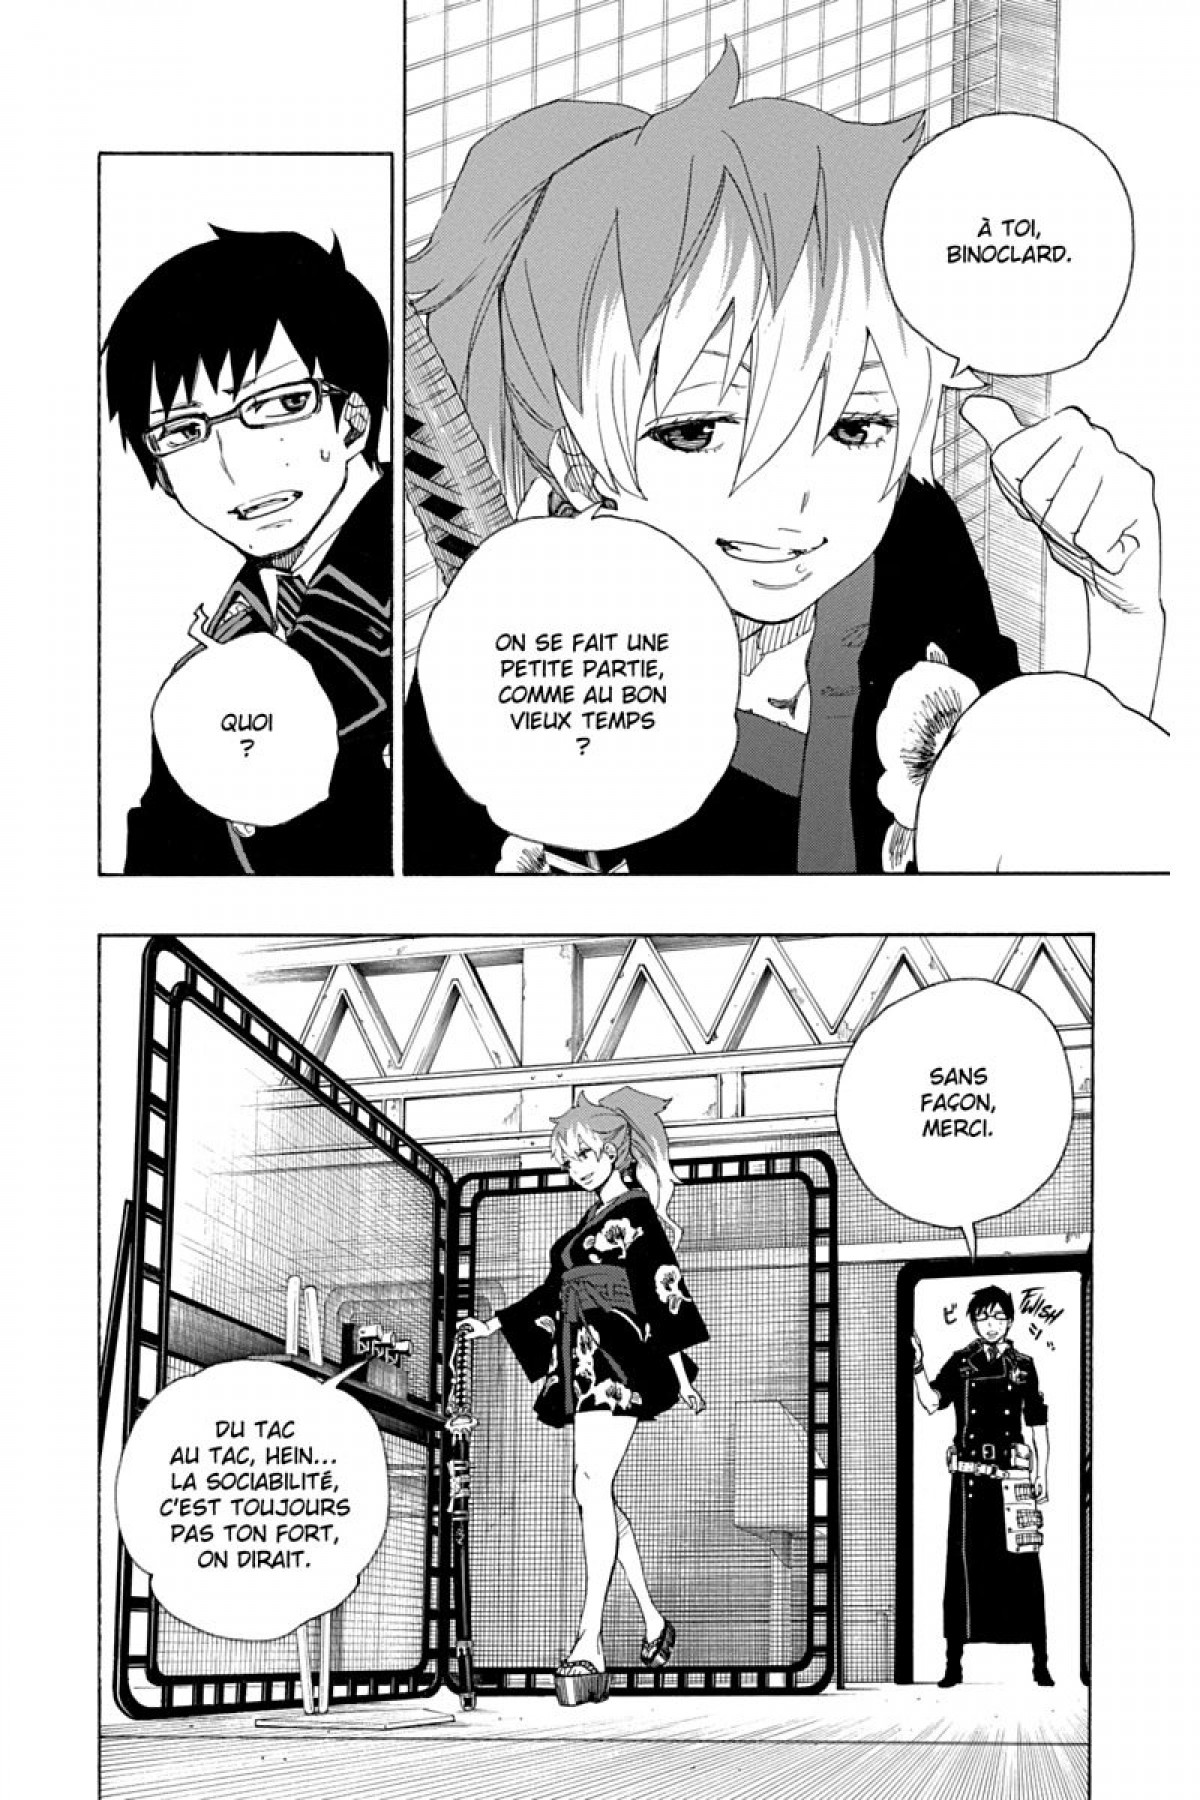 À TOI,
BINOCLARD.
ON SE FAIT UNE
PETITE PARTIE,
COMME AU BON
VIEUX TEMPS
?
QUOI
?
SANS
FAÇON,
MERCI.
ビ
FWISH
DU TAC
AU TAC, HEIN...
LA SOCIABILITÉ,
C'EST TOUJOURS
PAS TON FORT,
ON DIRAIT.